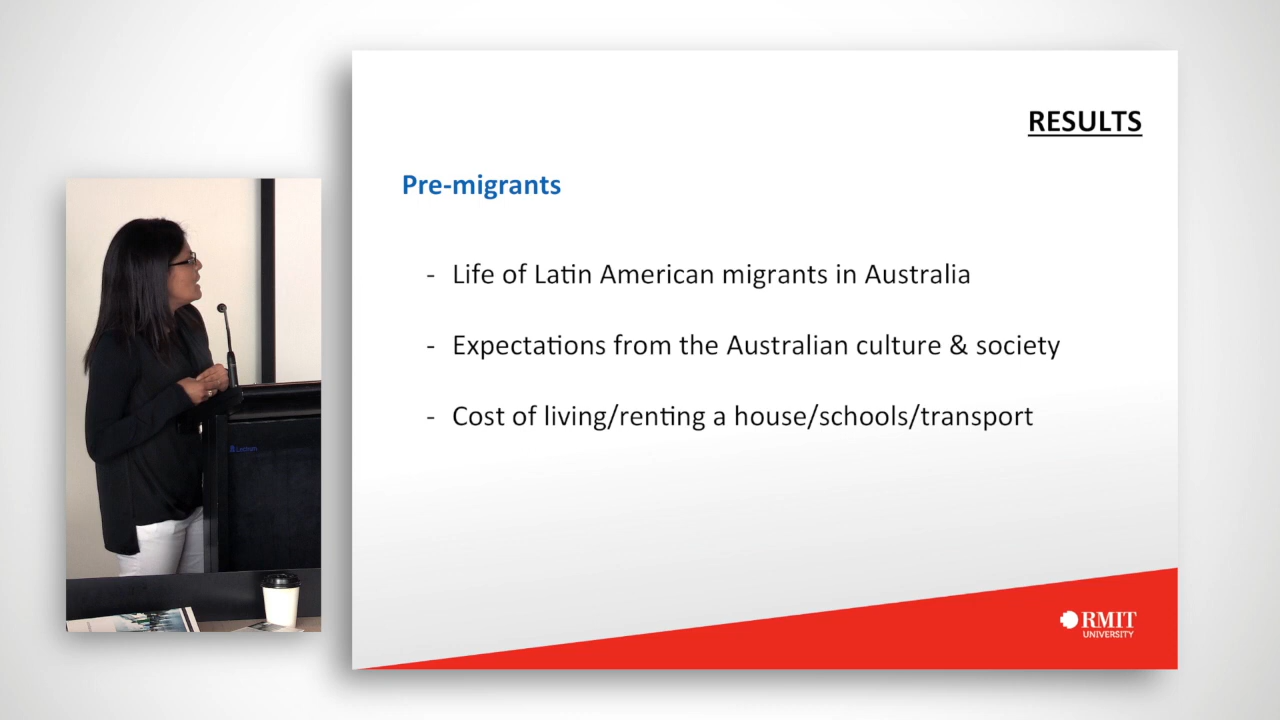 RESULTS
Pre-migrants
- Life of Latin American migrants in Australia
- Expectations from the Australian culture & society
- Cost of living/renting a house/schools/transport
RMIT
UNIVERSITY